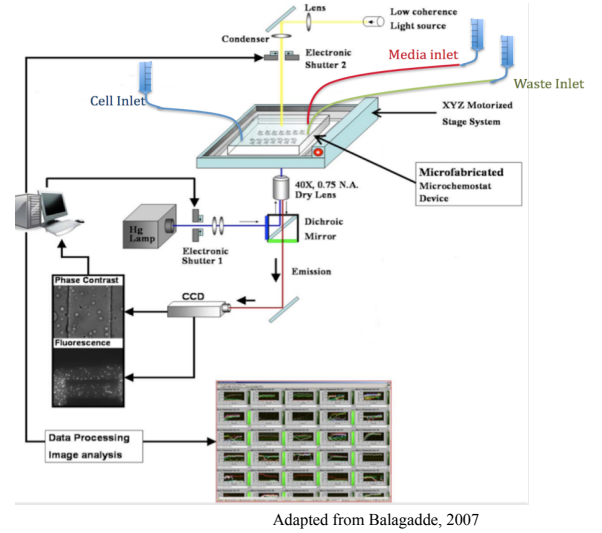 Lens
Low coherence
Light source
Condenser
Electronic
Shutter 2
Media inlet
Waste Inlet
Cell Inlet
XYZ Motorized
Stage System
Microfabricated
Microchemostat
Device
40X, 0.75 N.A.
Dry Lens
Hg
Lamp
Dichroic
Mirror
Electronic
Shutter 1
Emission
Phase Contrast
CCD
Fluorescence
Data Processing
Image analysis
Adapted from Balagadde, 2007